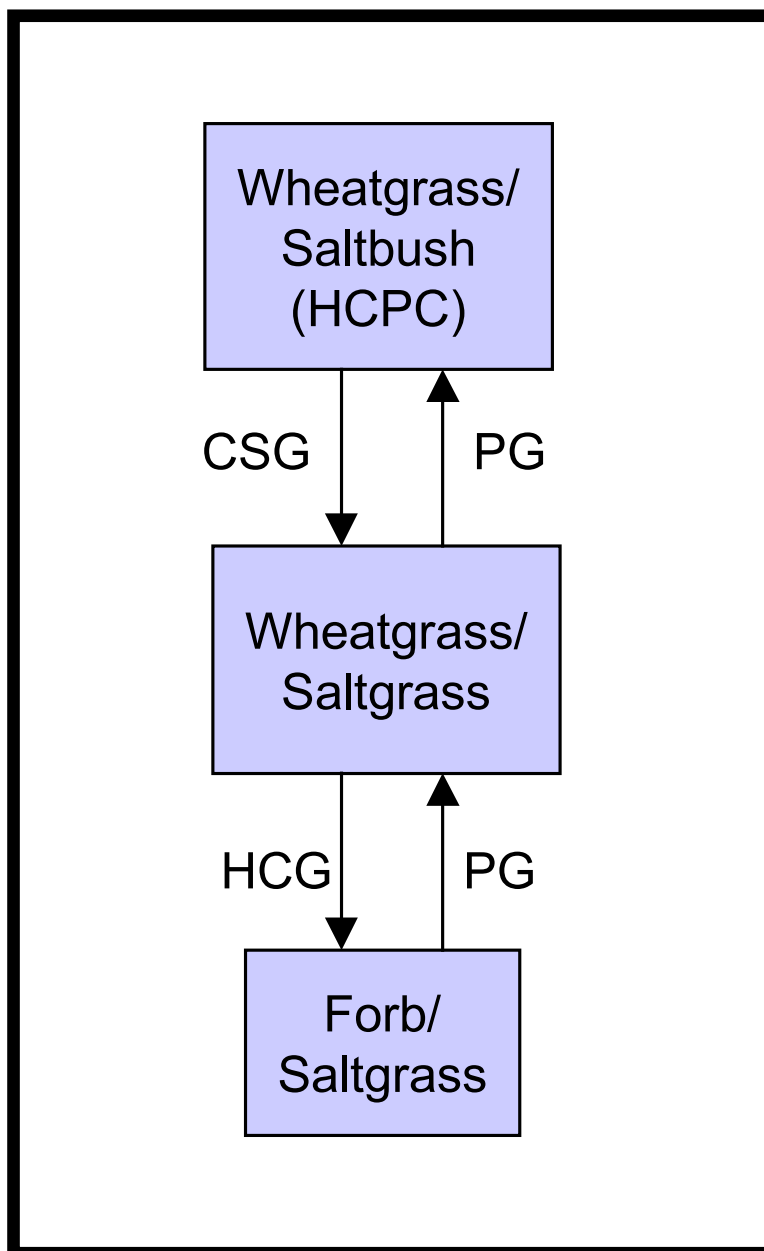 Wheatgrass/
Saltbush
(HCPC)
CSG
PG
Wheatgrass/
Saltgrass
HCG
PG
Forb/
Saltgrass